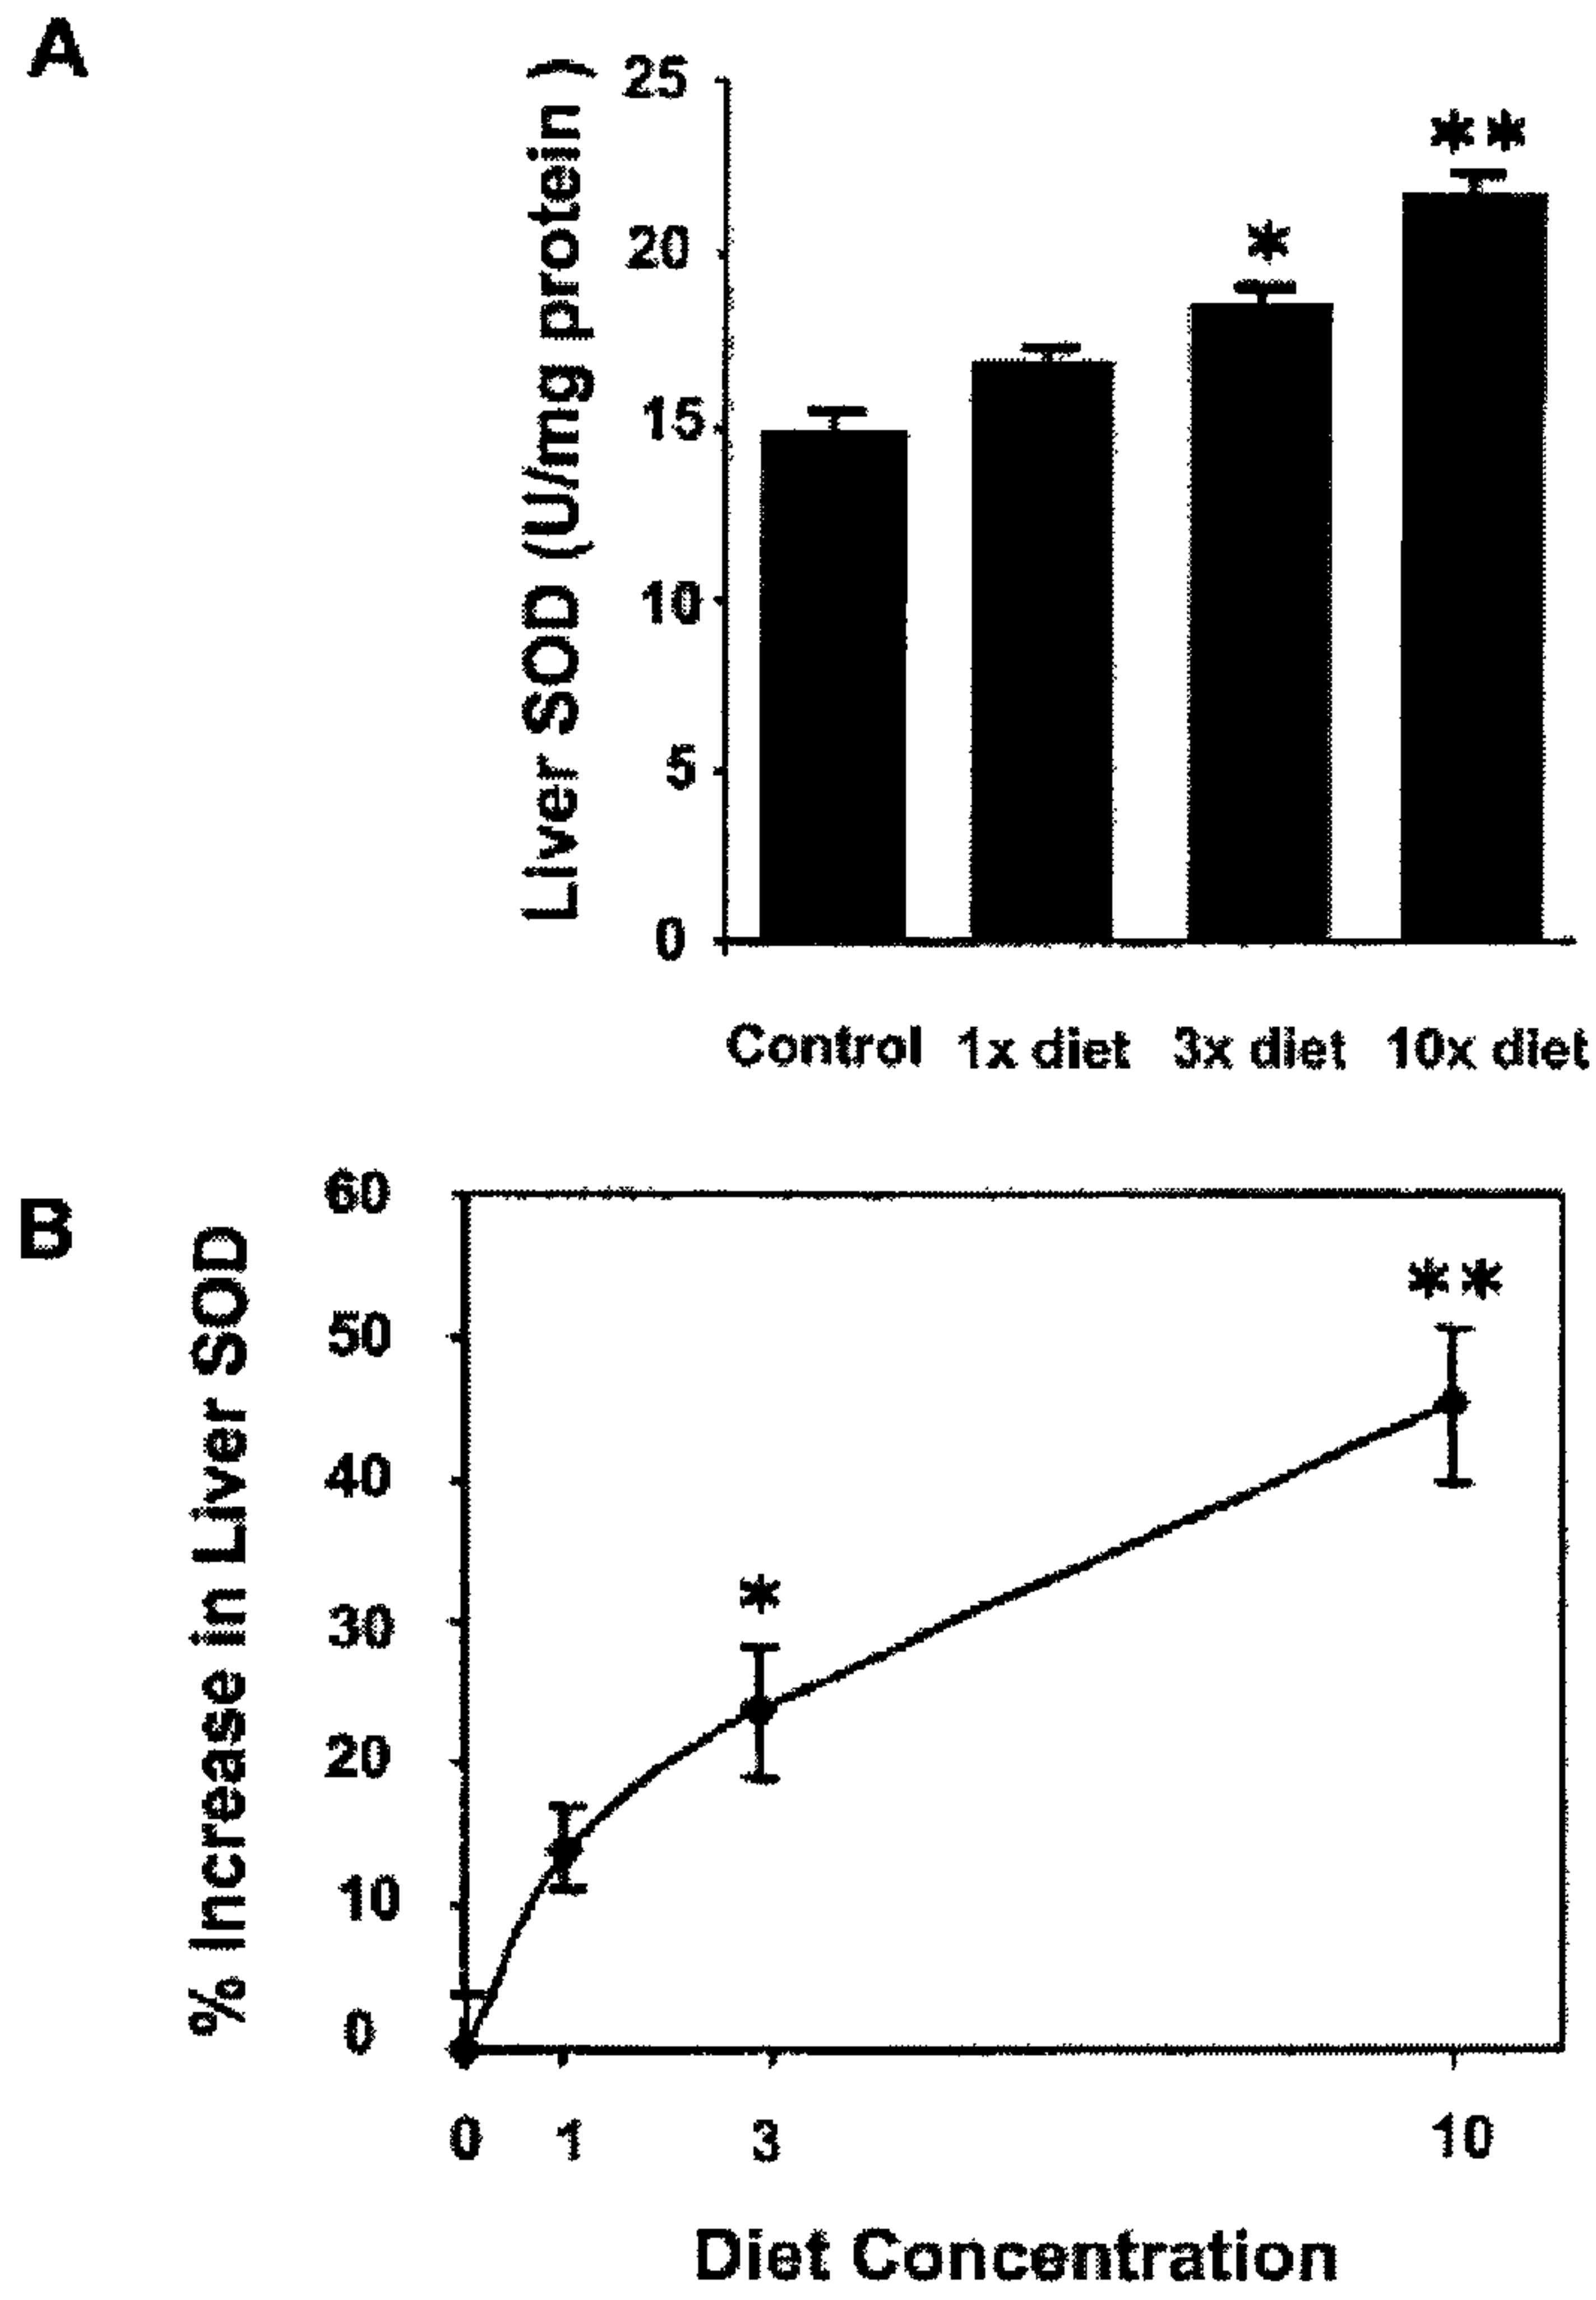 A
Liver SOD (U/mg protein )
25
20
15
10
5
0
* **
Control 1x diet 3x diet 10x diet
B
% Increase in Liver SOD
60
50
40
30
20
10
0
* **
0 1 3 10
Diet Concentration